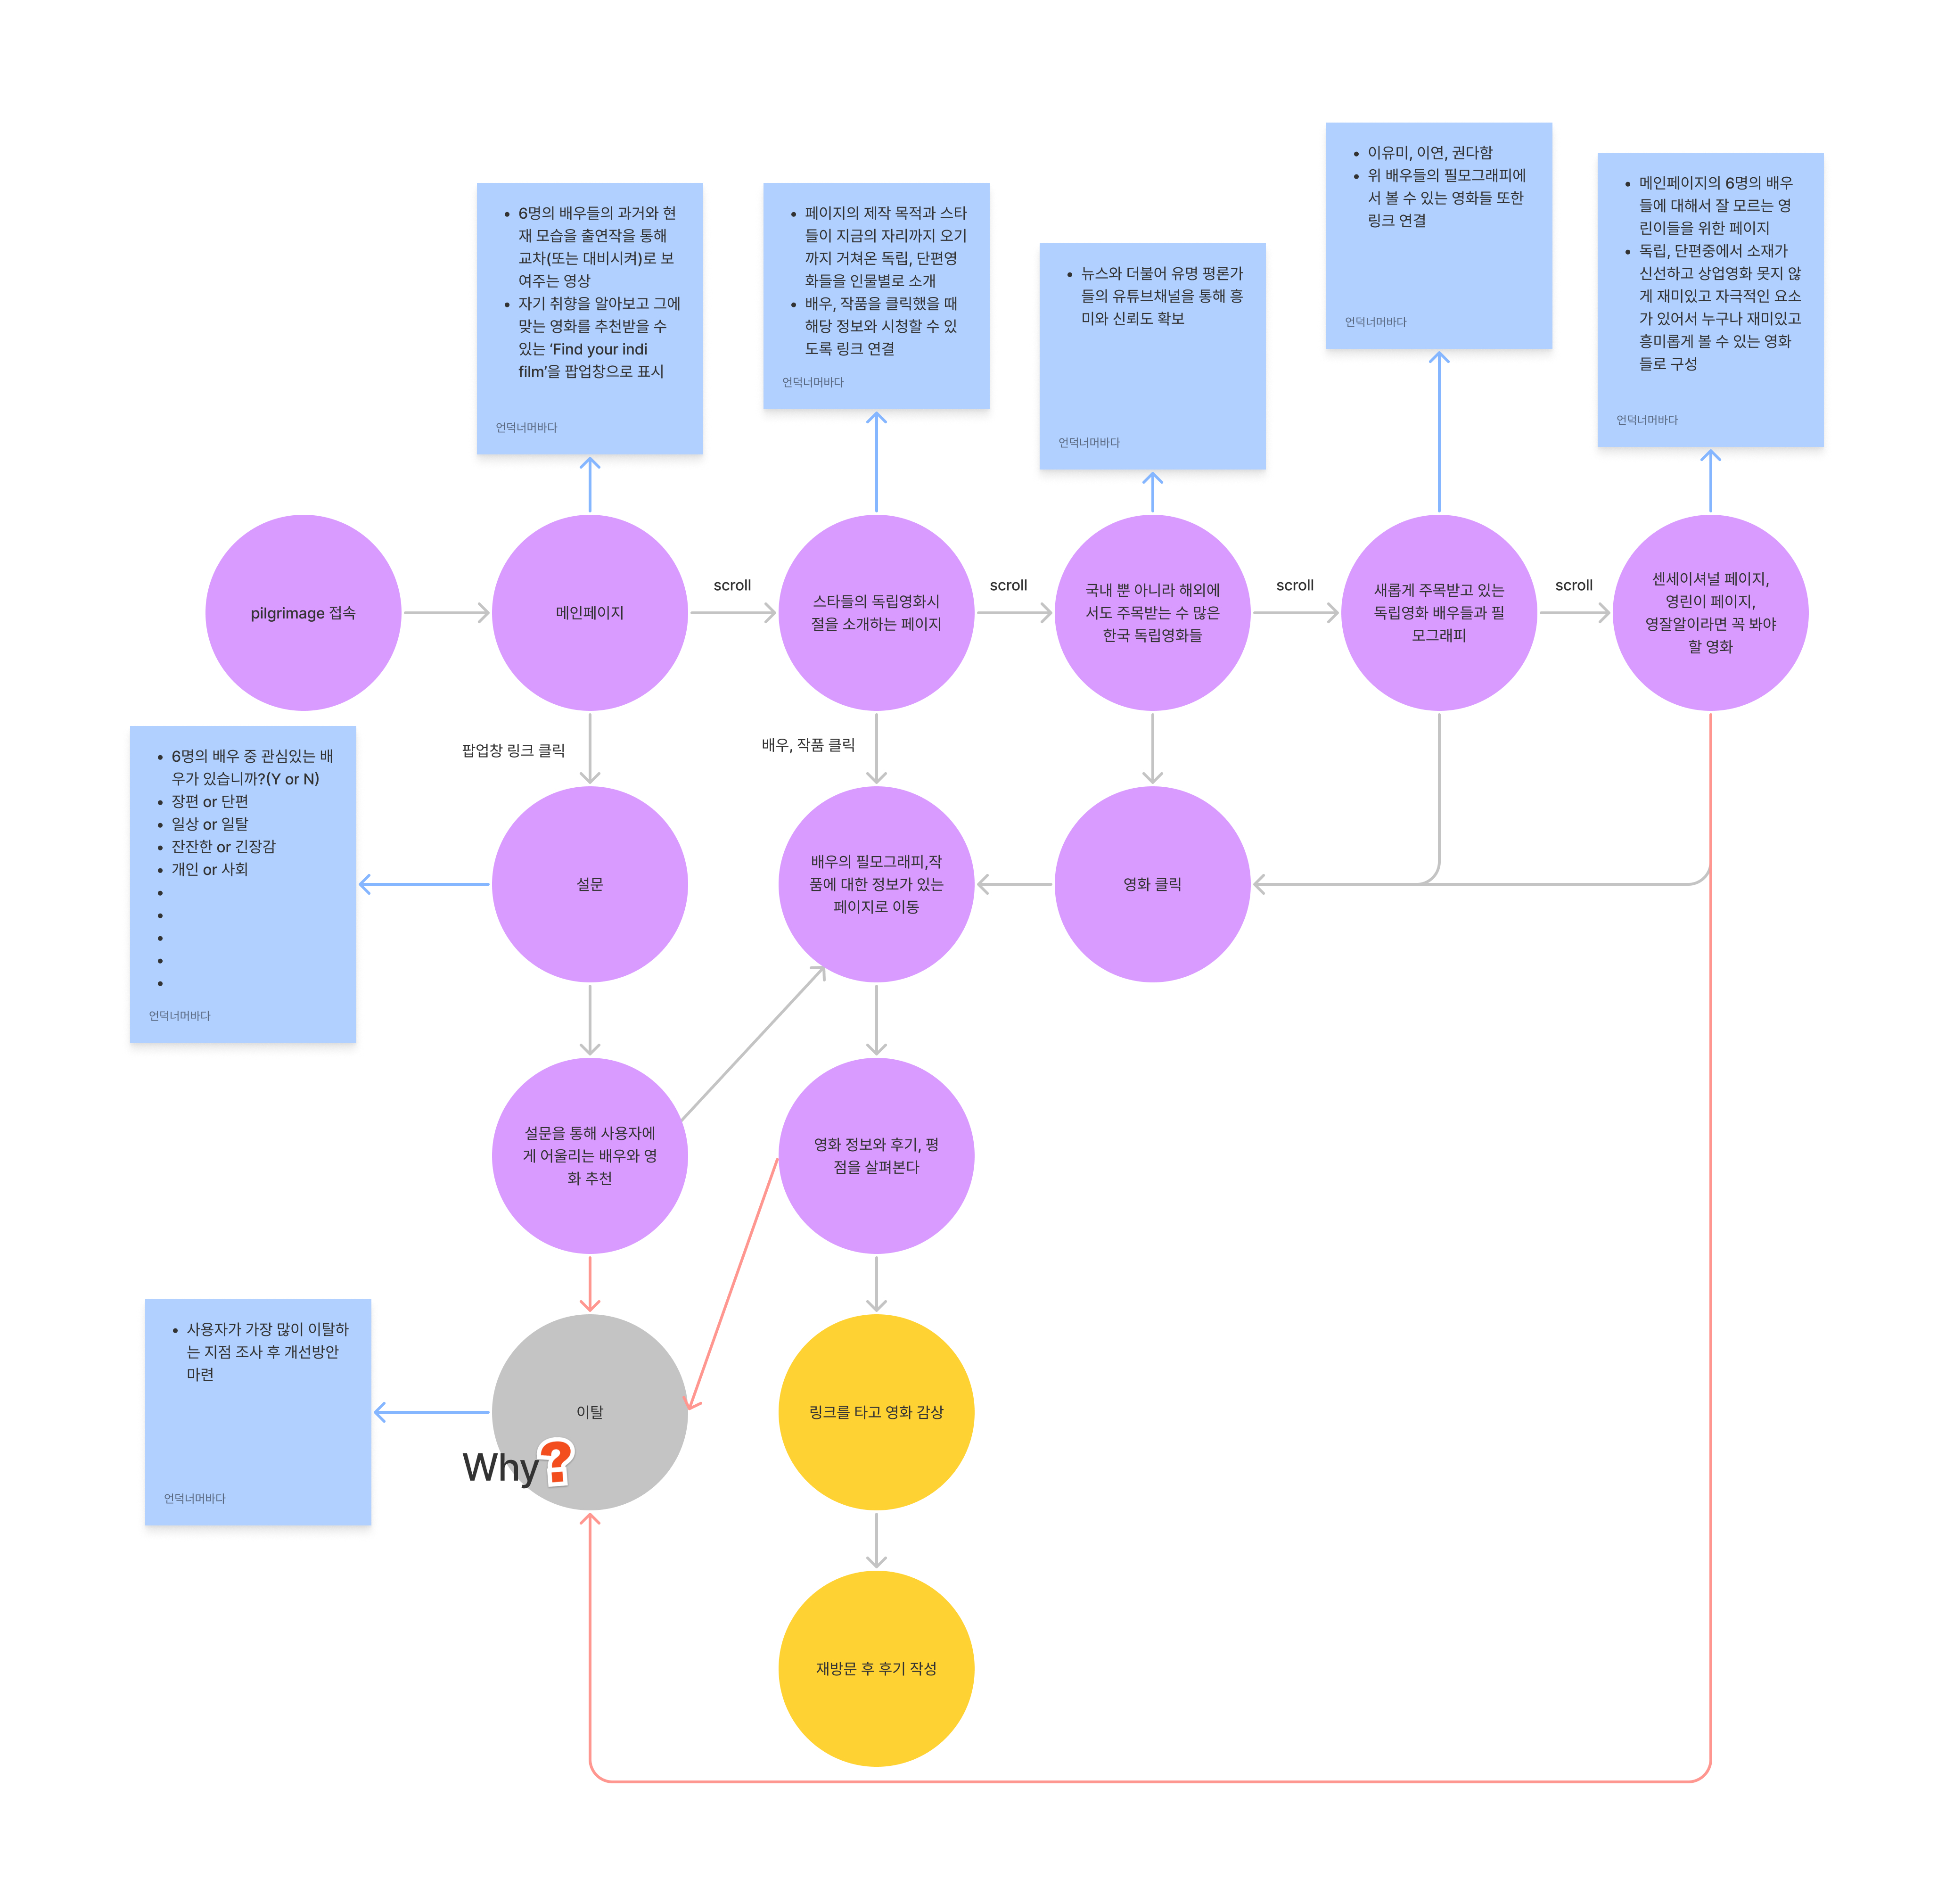 • 이유미, 이연, 권다함
• 위 배우들의 필모그래피에
서 볼 수 있는 영화들 또한
링크 연결
언덕너머바다
• 메인페이지의 6명의 배우
들에 대해서 잘 모르는 영
린이들을 위한 페이지
• 독립, 단편중에서 소재가
신선하고 상업영화 못지 않
게 재미있고 자극적인 요소
가 있어서 누구나 재미있고
흥미롭게 볼 수 있는 영화
들로 구성
언덕너머바다
• 6명의 배우들의 과거와 현
재 모습을 출연작을 통해
교차(또는 대비시켜)로 보
여주는 영상
• 자기 취향을 알아보고 그에
맞는 영화를 추천받을 수
있는 ‘Find your indi
film’을 팝업창으로 표시
언덕너머바다
• 페이지의 제작 목적과 스타
들이 지금의 자리까지 오기
까지 거쳐온 독립, 단편영
화들을 인물별로 소개
• 배우, 작품을 클릭했을 때
해당 정보와 시청할 수 있
도록 링크 연결
언덕너머바다
• 뉴스와 더불어 유명 평론가
들의 유튜브채널을 통해 흥
미와 신뢰도 확보
언덕너머바다
pilgrimage 접속
메인페이지
scroll
스타들의 독립영화시
절을 소개하는 페이지
scroll
국내 뿐 아니라 해외에
서도 주목받는 수 많은
한국 독립영화들
scroll
새롭게 주목받고 있는
독립영화 배우들과 필
모그래피
scroll
센세이셔널 페이지,
영린이 페이지,
영잘알이라면 꼭 봐야
할 영화
팝업창 링크 클릭
배우, 작품 클릭
• 6명의 배우 중 관심있는 배
우가 있습니까?(Y or N)
• 장편 or 단편
• 일상 or 일탈
• 잔잔한 or 긴장감
• 개인 or 사회
•
•
•
•
•
언덕너머바다
설문
배우의 필모그래피,작
품에 대한 정보가 있는
페이지로 이동
영화 클릭
설문을 통해 사용자에
게 어울리는 배우와 영
화 추천
영화 정보와 후기, 평
점을 살펴본다
• 사용자가 가장 많이 이탈하
는 지점 조사 후 개선방안
마련
언덕너머바다
이탈
Why?
링크를 타고 영화 감상
재방문 후 후기 작성